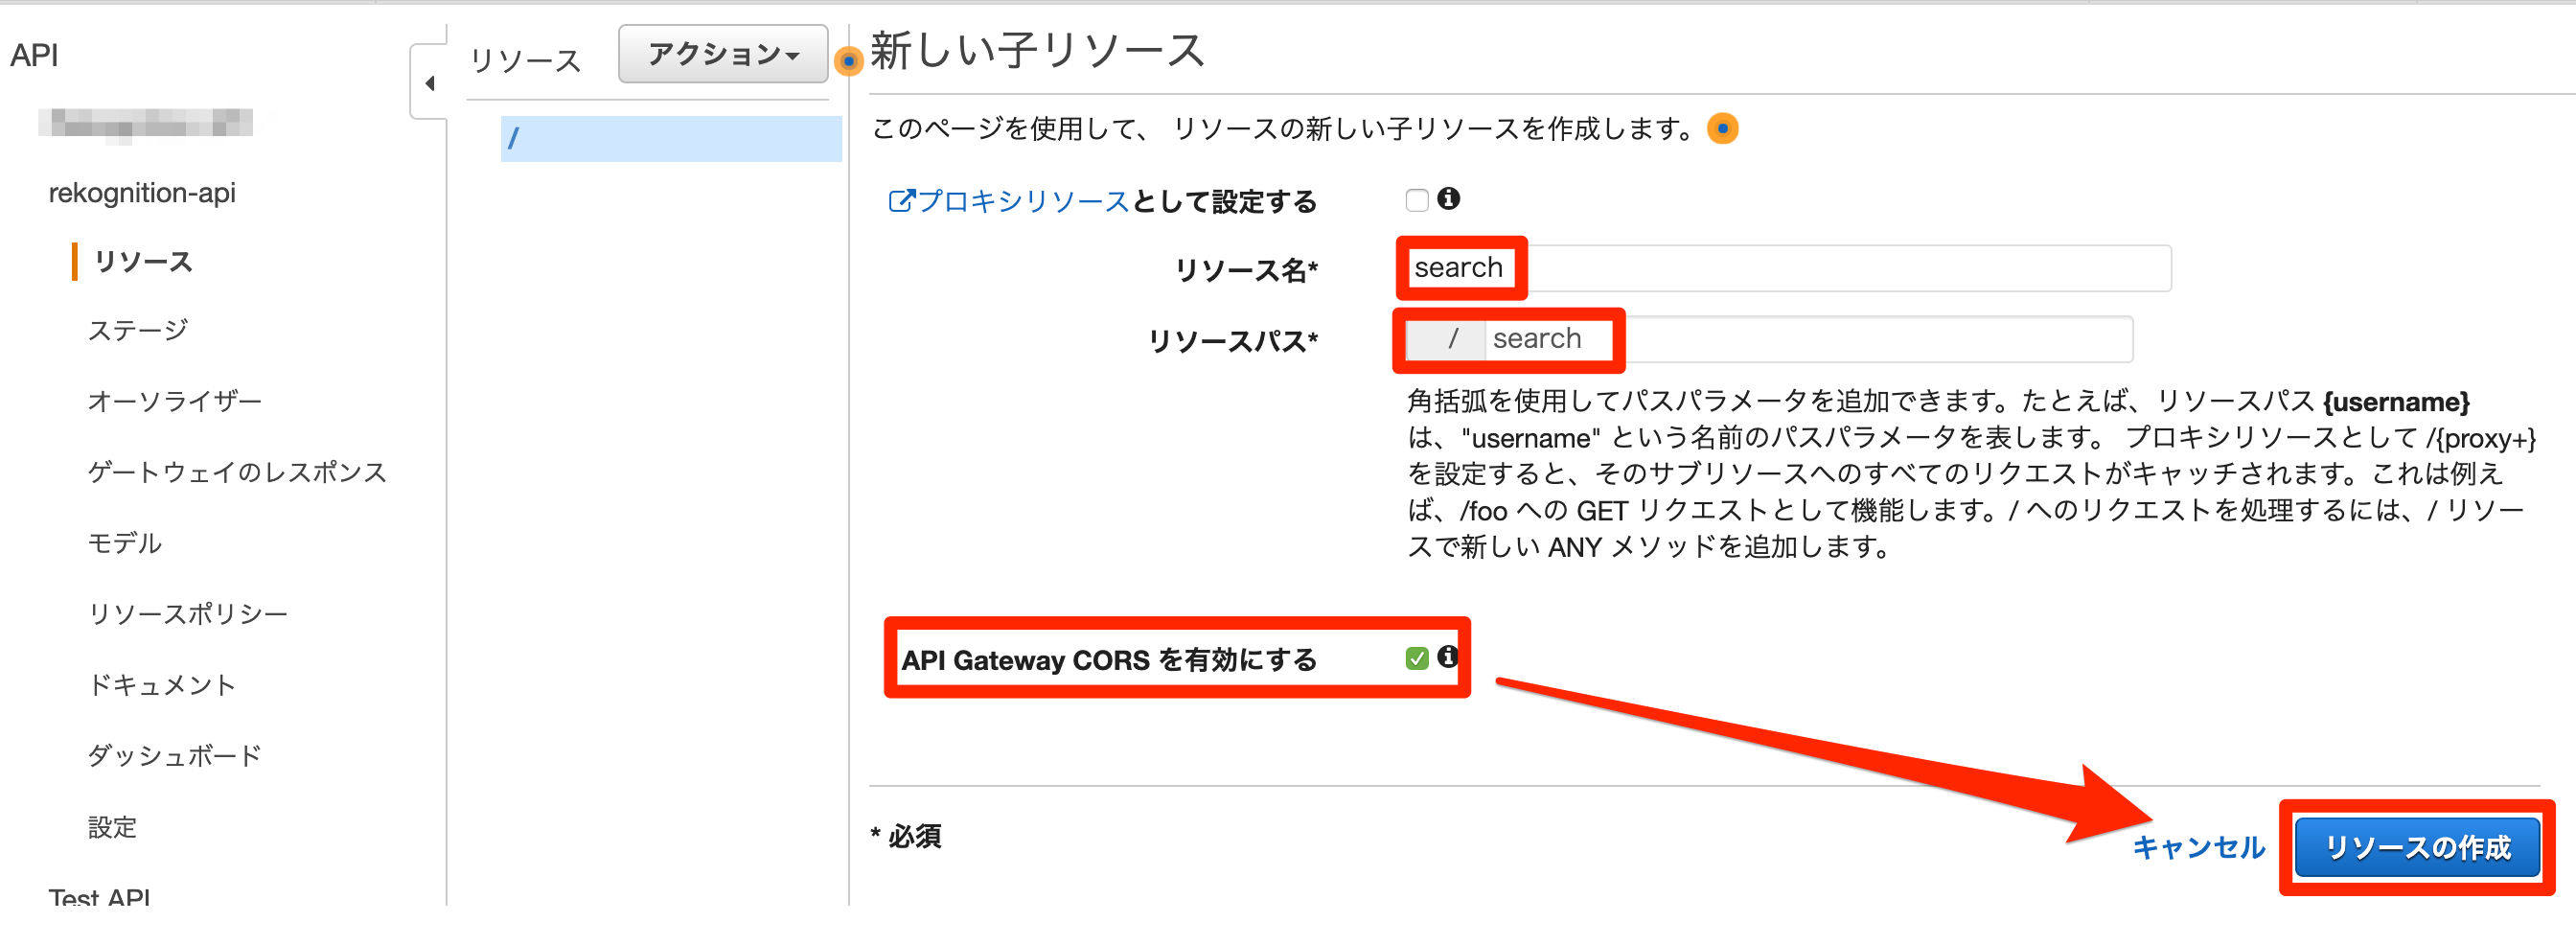 API
rekognition-api
リソース
ステージ
オーソライザー
ゲートウェイのレスポンス
モデル
リソースポリシー
ドキュメント
ダッシュボード
設定
Test API
リソース
アクション
/
新しい子リソース
このページを使用して、 リソースの新しい子リソースを作成します。
プロキシリソースとして設定する
リソース名*
search
リソースパス*
/ search
角括弧を使用してパスパラメータを追加できます。たとえば、リソースパス {username}
は、"username" という名前のパスパラメータを表します。 プロキシリソースとして /{proxy+}
を設定すると、そのサブリソースへのすべてのリクエストがキャッチされます。これは例え
ば、/foo への GET リクエストとして機能します。/ へのリクエストを処理するには、/ リソー
スで新しい ANY メソッドを追加します。
API Gateway CORS を有効にする
* 必須
キャンセル
リソースの作成